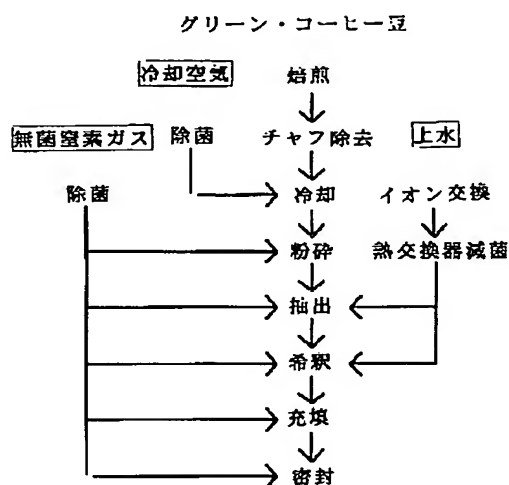 グリーン・コーヒー豆
冷却空気 焙煎
無菌窒素ガス 除菌 チャフ除去 上水
除菌 冷却 イオン交換
粉砕 熱交換器滅菌
抽出
希釈
充填
密封